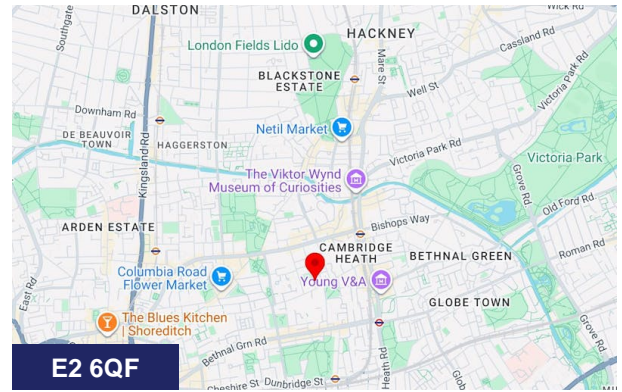 DALSTON
Southgate
Wick Rd
London Fields Lido
HACKNEY
Cassland Rd
Mare St
BLACKSTONE
ESTATE
Well St
Victoria Park Rd
Downham Rd
DE BEAUVOIR
TOWN
Kingsland Rd
HAGGERSTON
Netil Market
Victoria Park Rd
Victoria Park
The Viktor Wynd
Museum of Curiosities
Grove Rd
Old Ford Rd
ARDEN ESTATE
Bishops Way
CAMBRIDGE
HEATH
BETHNAL GREEN
Roman Rd
East Rd
Columbia Road
Flower Market
Young V&A
GLOBE TOWN
The Blues Kitchen
| Shoreditch
Bethnal Grn Rd
Heath Rd
Globe
Grove Rd
Cheshire St
Dunbridge St
E2 6QF